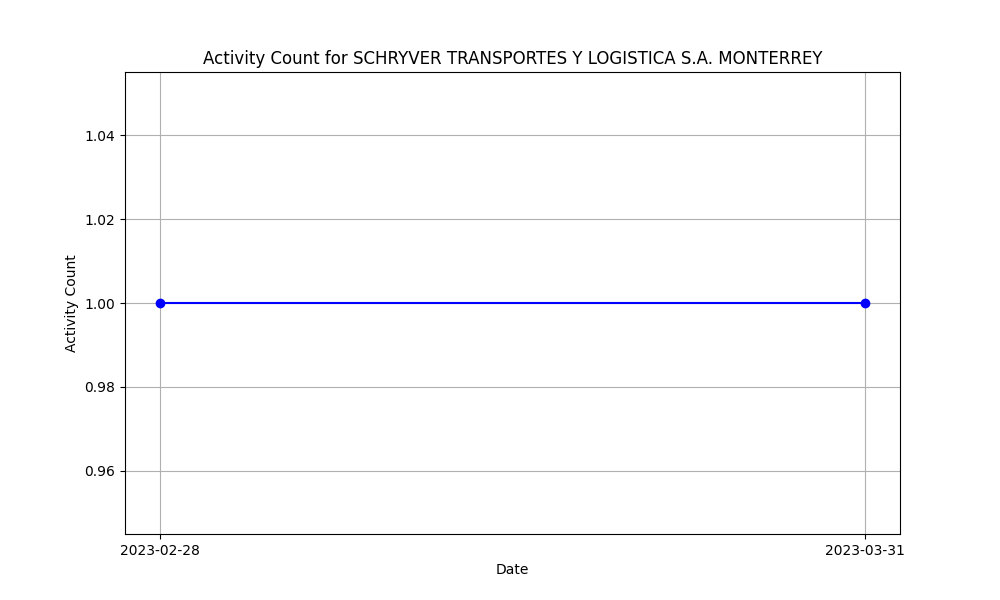 Activity Count for SCHRYVER TRANSPORTES Y LOGISTICA S.A. MONTERREY
1.04
1.02
1.00
0.98
0.96
Activity Count
2023-02-28
2023-03-31
Date